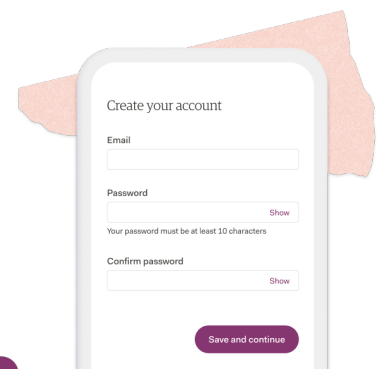 Create your account
Email
Password
Show
Your password must be at least 10 characters
Confirm password
Show
Save and continue